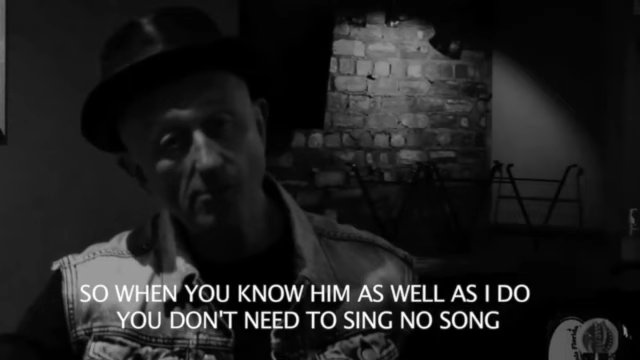 SO WHEN YOU KNOW HIM AS WELL AS I DO
YOU DON'T NEED TO SING NO SONG